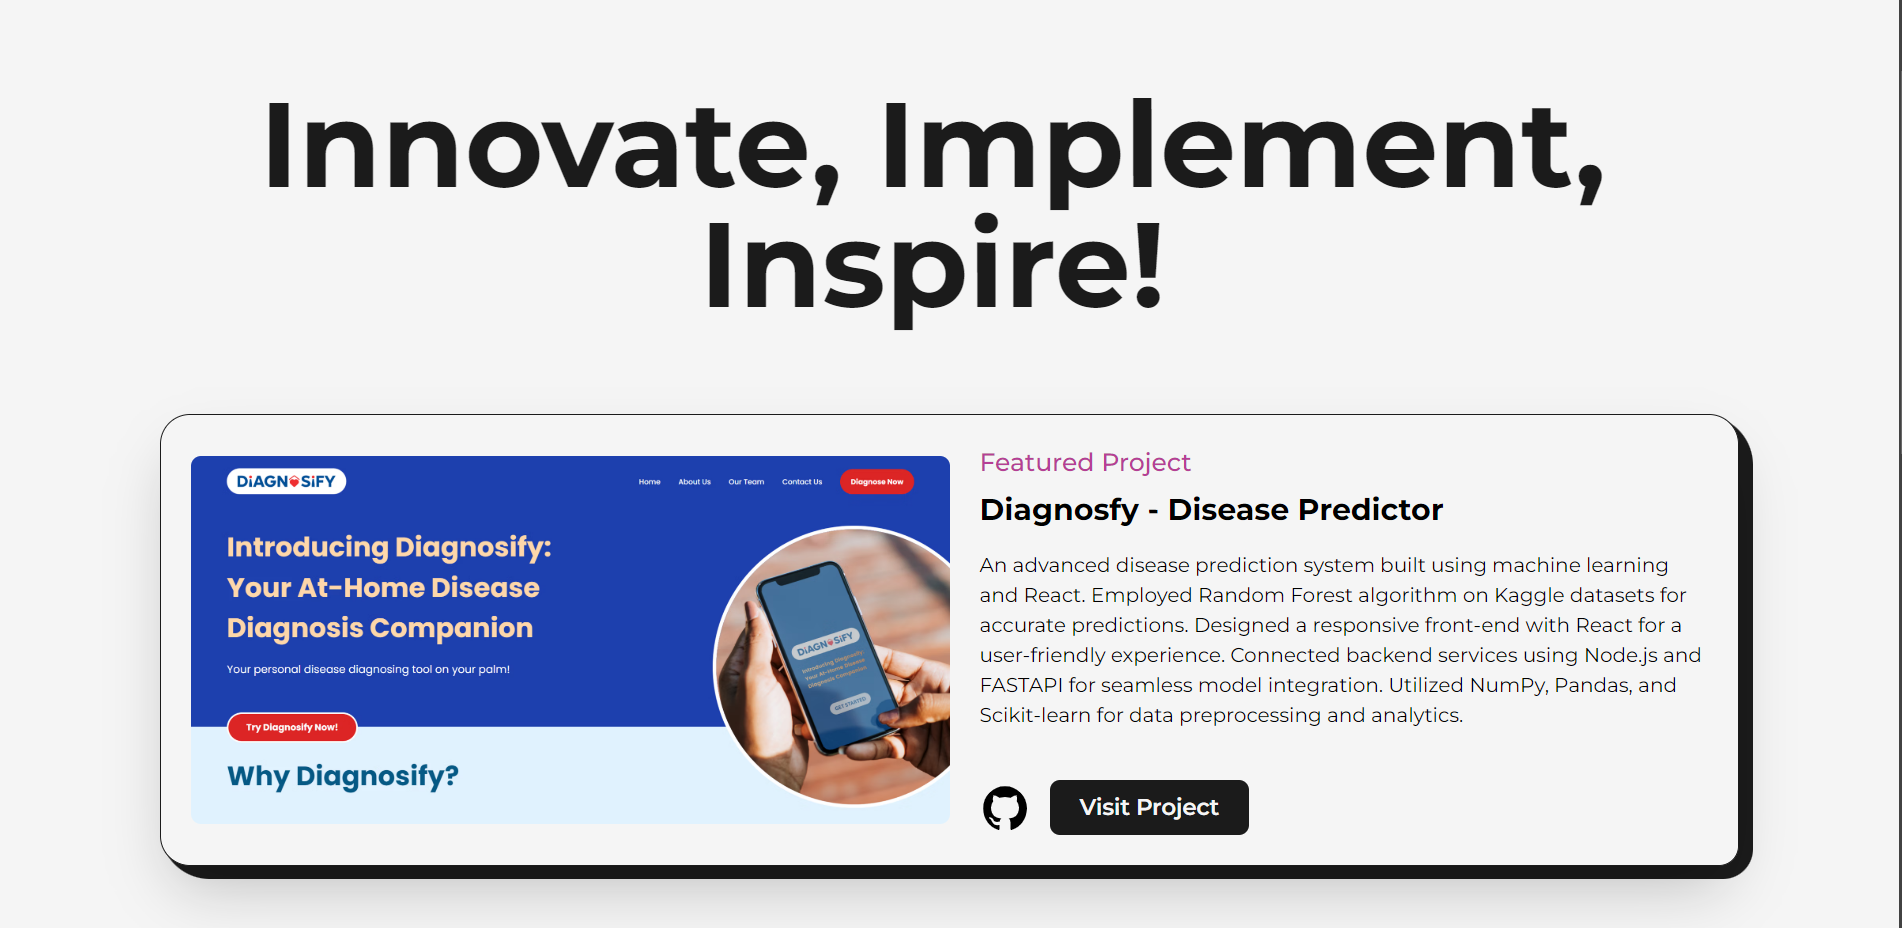 Innovate, Implement,
Inspire!
DiAGNSiFY
Home About Us Our Team Contact Us Diagnose Now
Introducing Diagnosify:
Your At-Home Disease
Diagnosis Companion
Your personal disease diagnosing tool on your palm!
Try Diagnosify Now!
Why Diagnosify?
DiAGNSiFY
Introducing Diagnosify:
Your At-Home Disease
Diagnosis Companion
GET STARTED
Featured Project
Diagnosfy - Disease Predictor
An advanced disease prediction system built using machine learning
and React. Employed Random Forest algorithm on Kaggle datasets for
accurate predictions. Designed a responsive front-end with React for a
user-friendly experience. Connected backend services using Node.js and
FASTAPI for seamless model integration. Utilized NumPy, Pandas, and
Scikit-learn for data preprocessing and analytics.
Visit Project